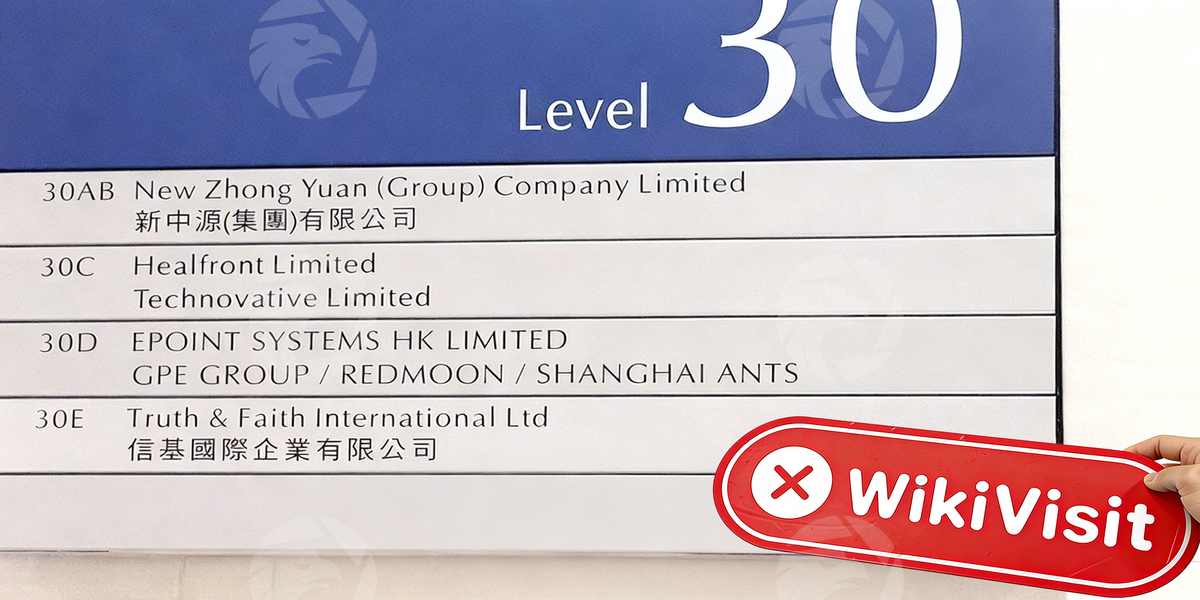 Level 30
30AB New Zhong Yuan (Group) Company Limited
新中源(集團)有限公司
30C Healfront Limited
Technovative Limited
30D EPOINT SYSTEMS HK LIMITED
GPE GROUP / REDMOON / SHANGHAI ANTS
30E Truth & Faith International Ltd
信基國際企業有限公司
WikiVisit